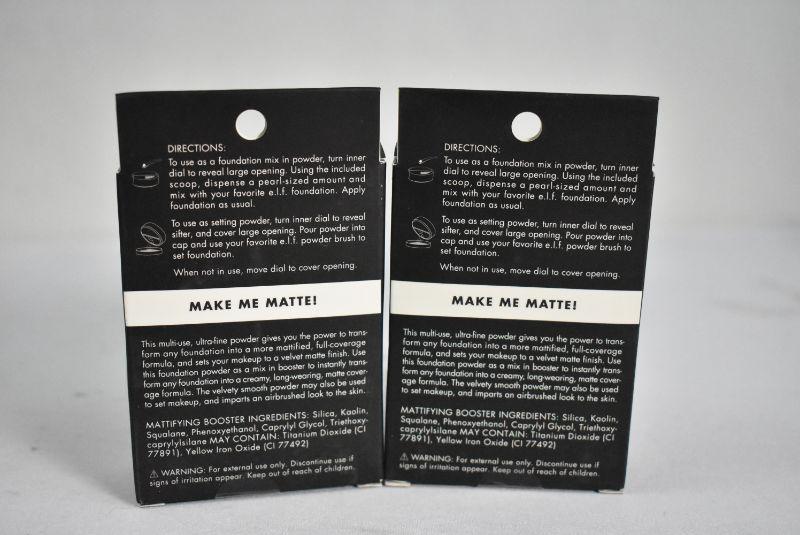 DIRECTIONS:
To use as a foundation mix in powder, turn inner
dial to reveal large opening. Using the included
scoop, dispense a pearl-sized amount and
mix with your favorite e.l.f. foundation. Apply
foundation as usual.
To use as setting powder, turn inner dial to reveal
sifter, and cover large opening. Pour powder into
cap and use your favorite e.l.f. powder brush to
set foundation.
When not in use, move dial to cover opening.
MAKE ME MATTE!
This multi-use, ultra-fine powder gives you the power to trans-
form any foundation into a more mattified, full-coverage
formula, and sets your makeup to a velvet matte finish. Use
this foundation powder as a mix in booster to instantly trans-
form any foundation into a creamy, long-wearing, matte cover-
age formula. The velvety smooth powder may also be used
to set makeup, and imparts an airbrushed look to the skin.
MATTIFYING BOOSTER INGREDIENTS: Silica, Kaolin,
Squalane, Phenoxyethanol, Caprylyl Glycol, Triethoxy-
caprylylsilane MAY CONTAIN: Titanium Dioxide (CI
77891), Yellow Iron Oxide (CI 77492)
⚠ WARNING: For external use only. Discontinue use if
signs of irritation appear. Keep out of reach of children.
DIRECTIONS:
To use as a foundation mix in powder, turn inner
dial to reveal large opening. Using the included
scoop, dispense a pearl-sized amount and
mix with your favorite e.l.f. foundation. Apply
foundation as usual.
To use as setting powder, turn inner dial to reveal
sifter, and cover large opening. Pour powder into
cap and use your favorite e.l.f. powder brush to
set foundation.
When not in use, move dial to cover opening.
MAKE ME MATTE!
This multi-use, ultra-fine powder gives you the power to trans-
form any foundation into a more mattified, full-coverage
formula, and sets your makeup to a velvet matte finish. Use
this foundation powder as a mix in booster to instantly trans-
form any foundation into a creamy, long-wearing, matte cover-
age formula. The velvety smooth powder may also be used
to set makeup, and imparts an airbrushed look to the skin.
MATTIFYING BOOSTER INGREDIENTS: Silica, Kaolin,
Squalane, Phenoxyethanol, Caprylyl Glycol, Triethoxy-
caprylylsilane MAY CONTAIN: Titanium Dioxide (CI
77891), Yellow Iron Oxide (CI 77492)
⚠ WARNING: For external use only. Discontinue use if
signs of irritation appear. Keep out of reach of children.